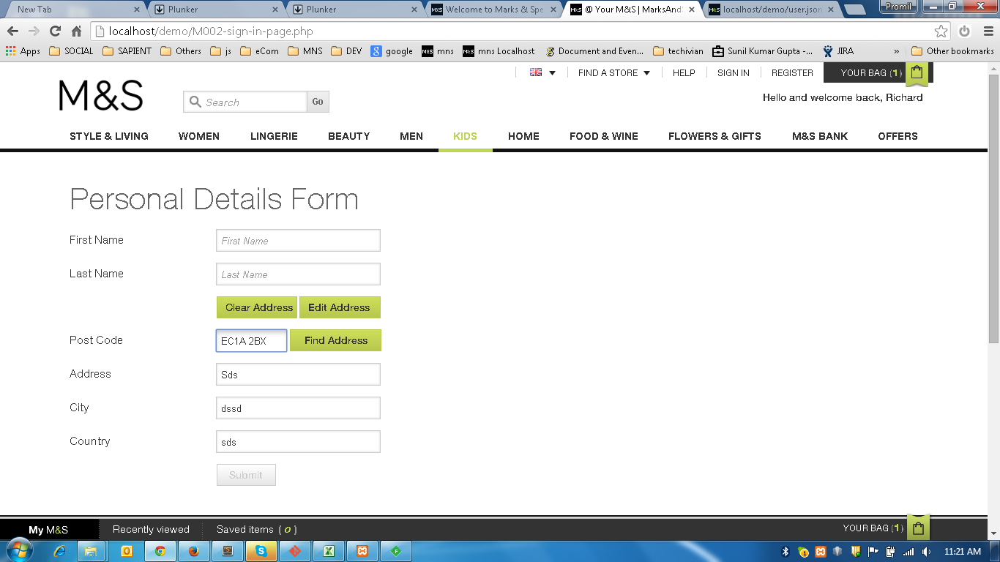 New Tab
Plunker
Plunker
Welcome to Marks & Spe
M&S @ Your M&S | MarksAnd
localhost/demo/user.json
Promil
localhost/demo/M002-sign-in-page.php
Apps SOCIAL SAPIENT Others js eCom MNS DEV google mns mns Localhost Document and Even... techivian Sunil Kumar Gupta -... JIRA » Other bookmarks
FIND A STORE HELP SIGN IN REGISTER YOUR BAG (1)
M&S
Search Go
Hello and welcome back, Richard
STYLE & LIVING WOMEN LINGERIE BEAUTY MEN KIDS HOME FOOD & WINE FLOWERS & GIFTS M&S BANK OFFERS
Personal Details Form
First Name First Name
Last Name Last Name
Clear Address Edit Address
Post Code EC1A 2BX Find Address
Address Sds
City dssd
Country sds
Submit
My M&S Recently viewed Saved items ( 0 ) YOUR BAG (1)
11:21 AM